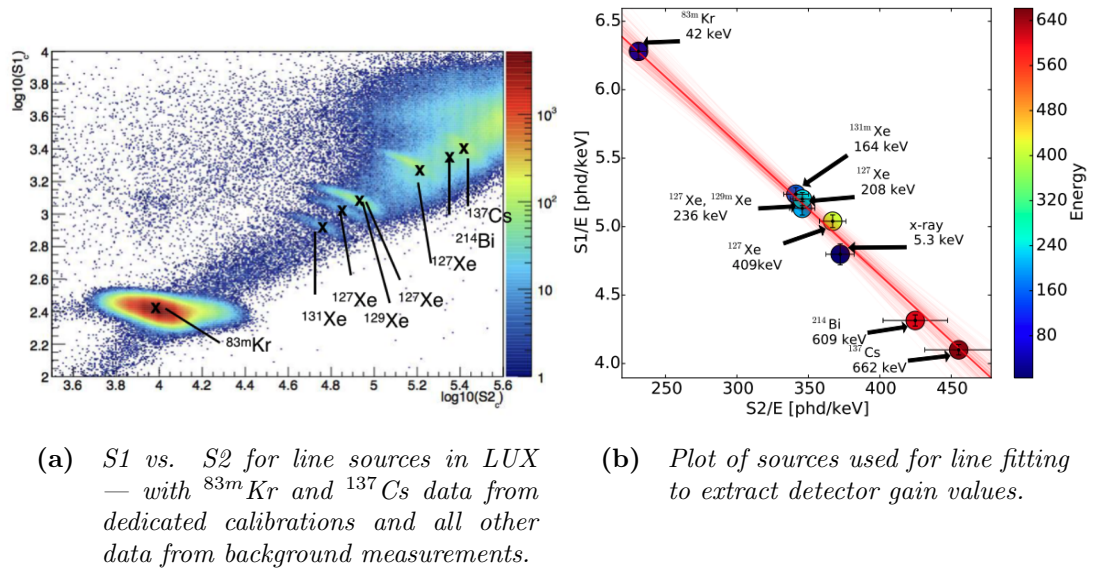 log10(S1_c)
4
3.8
3.6
3.4
3.2
3
2.8
2.6
2.4
2.2
2
3.6
3.8
4
4.2
4.4
4.6
4.8
5
5.2
5.4
5.6
log10(S2_c)
10³
10²
10
1
¹³⁷Cs
²¹⁴Bi
¹²⁷Xe
¹²⁷Xe
¹²⁷Xe
¹³¹Xe
¹²⁹Xe
⁸³ᵐKr
(a) S1 vs. S2 for line sources in LUX
— with ⁸³ᵐKr and ¹³⁷Cs data from
dedicated calibrations and all other
data from background measurements.
S1/E [phd/keV]
6.5
6.0
5.5
5.0
4.5
4.0
250
300
350
400
450
S2/E [phd/keV]
⁸³ᵐKr
42 keV
¹³¹ᵐXe
164 keV
¹²⁷Xe
208 keV
¹²⁷Xe, ¹²⁹ᵐXe
236 keV
x-ray
5.3 keV
¹²⁷Xe
409keV
²¹⁴Bi
609 keV
¹³⁷Cs
662 keV
640
560
480
400
320
240
160
80
Energy
(b) Plot of sources used for line fitting
to extract detector gain values.